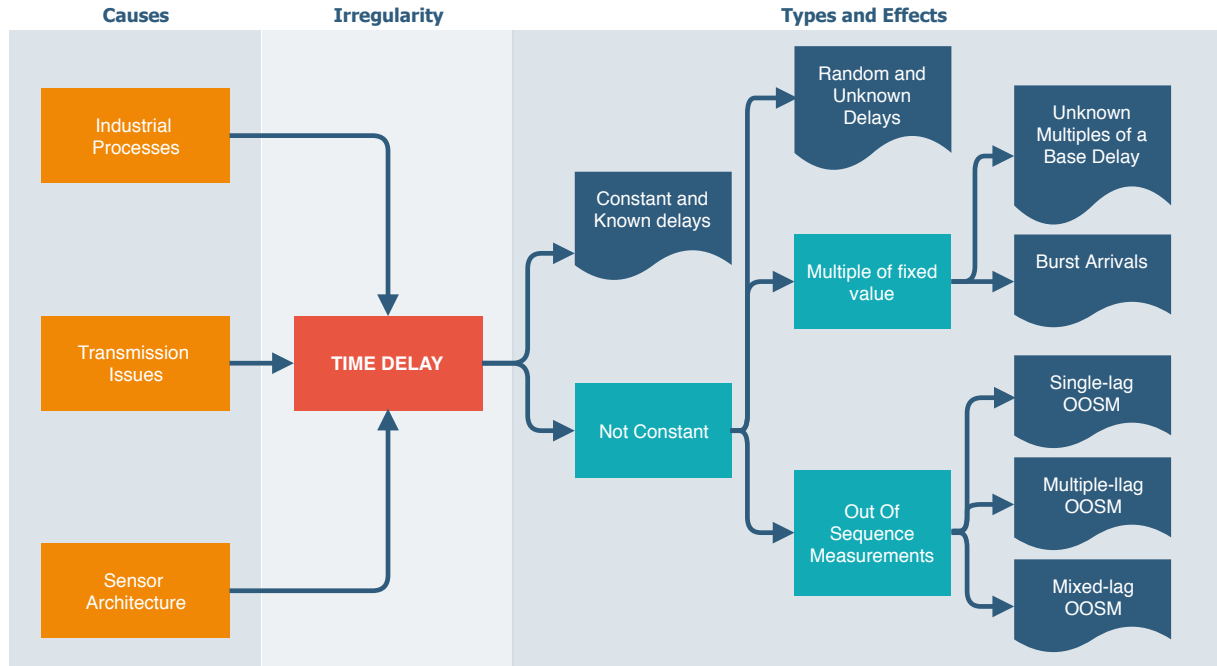 Causes
Irregularity
Types and Effects
Industrial
Processes
Transmission
Issues
Sensor
Architecture
TIME DELAY
Constant and
Known delays
Not Constant
Random and
Unknown
Delays
Multiple of fixed
value
Out Of
Sequence
Measurements
Unknown
Multiples of a
Base Delay
Burst Arrivals
Single-lag
OOSM
Multiple-llag
OOSM
Mixed-lag
OOSM